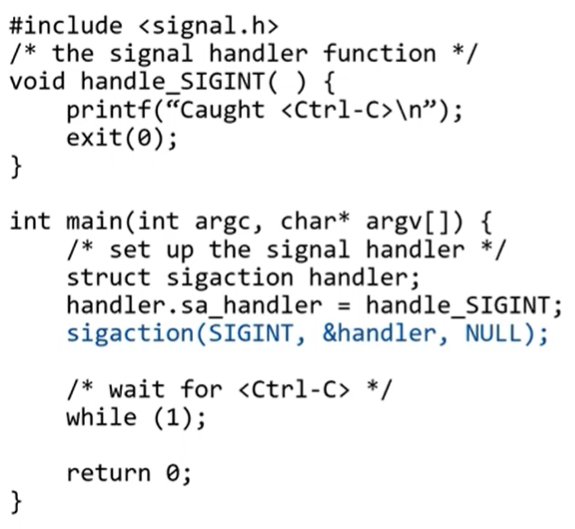 #include <signal.h>
/* the signal handler function */
void handle_SIGINT( ) {
    printf(“Caught <Ctrl-C>\n”);
    exit(0);
}

int main(int argc, char* argv[]) {
    /* set up the signal handler */
    struct sigaction handler;
    handler.sa_handler = handle_SIGINT;
    sigaction(SIGINT, &handler, NULL);

    /* wait for <Ctrl-C> */
    while (1);

    return 0;
}